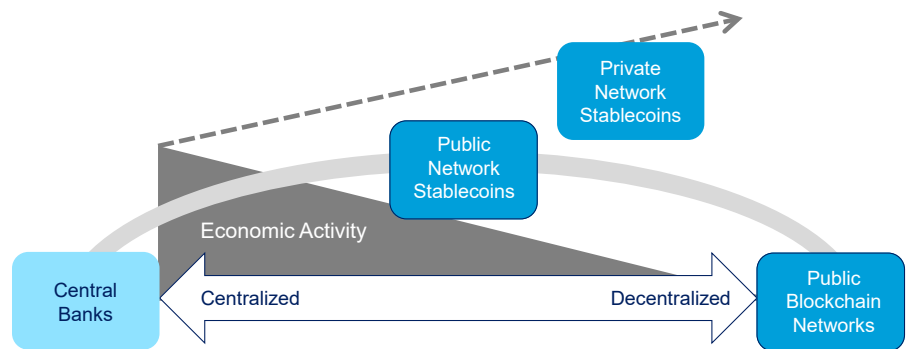 Private
Network
Stablecoins
Public
Network
Stablecoins
Economic Activity
Central
Banks
Centralized
Decentralized
Public
Blockchain
Networks